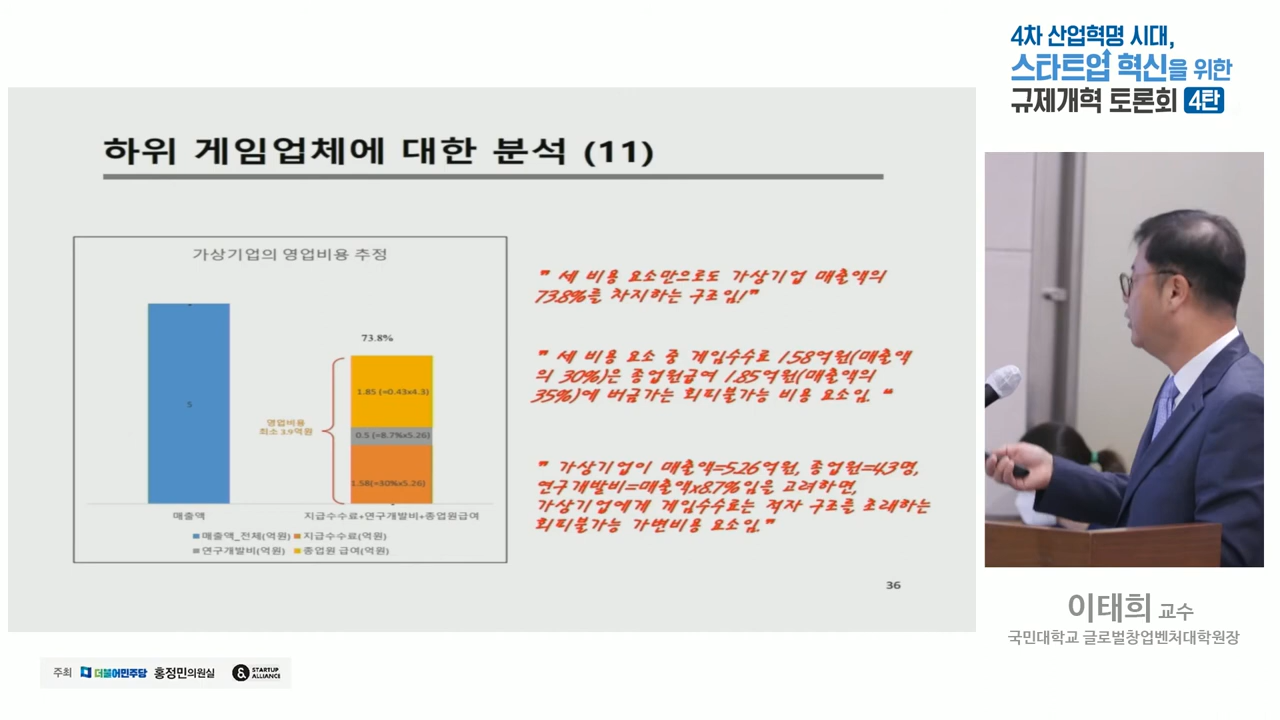 4차 산업혁명 시대,
스타트업 혁신을 위한
규제개혁 토론회 4탄
하위 게임업체에 대한 분석 (11)
가상기업의 영업비용 추정
73.8%
5
1.85 (=0.43x4.3)
영업비용
최소 3.9억원
0.5 (=8.7%x5.26)
1.58(=30%x5.26)
매출액
지급수수료+연구개발비+종업원급여
매출액_전체(억원) 지급수수료(억원)
연구개발비(억원) 종업원 급여(억원)
" 세 비용 요소만으로도 가상기업 매출액의
73.8%를 차지하는 구조임!"
" 세 비용 요소 중 게임수수료 1.58억원(매출액
의 30%)은 종업원급여 1.85억원(매출액의
35%)에 버금가는 회피불가능 비용 요소임. "
" 가상기업이 매출액=5.26억원, 종업원=4.3명,
연구개발비=매출액x8.7%임을 고려하면,
가상기업에게 게임수수료는 적자 구조를 초래하는
회피불가능 가변비용 요소임."
36
이태희 교수
국민대학교 글로벌창업벤처대학원장
주최 더불어민주당 홍정민의원실 & STARTUP
ALLIANCE